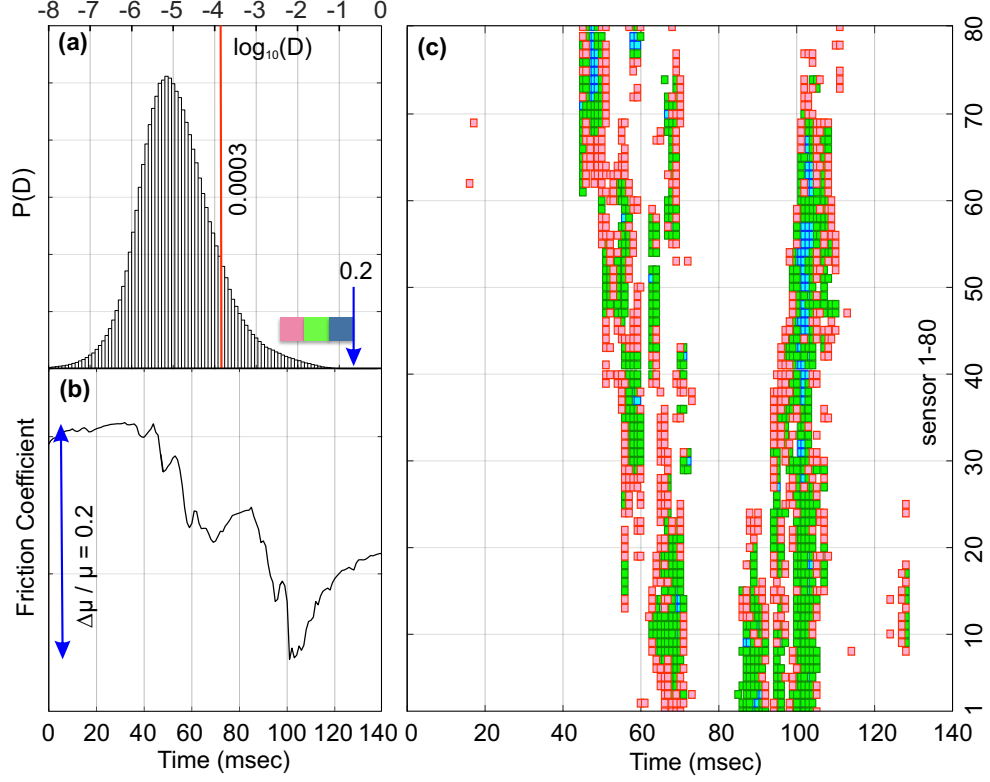 -8 -7 -6 -5 -4 -3 -2 -1 0
(a)
log10(D)
P(D)
0.0003
0.2
(b)
Friction Coefficient
Δμ / μ = 0.2
0 20 40 60 80 100 120 140
Time (msec)
(c)
80
70
60
50
40
30
20
10
1
sensor 1-80
0 20 40 60 80 100 120 140
Time (msec)